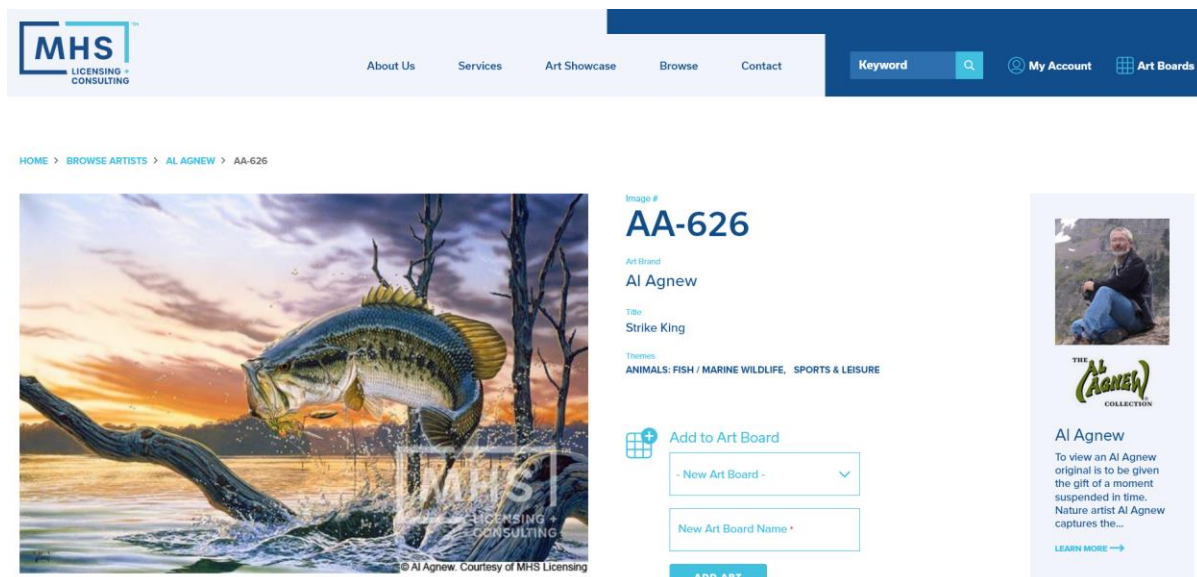 MHS
LICENSING +
CONSULTING
About Us
Services
Art Showcase
Browse
Contact
Keyword
My Account
Art Boards
HOME > BROWSE ARTISTS > AL AGNEW > AA-626
Image #
AA-626
Art Brand
Al Agnew
Title
Strike King
Themes
ANIMALS: FISH / MARINE WILDLIFE, SPORTS & LEISURE
Add to Art Board
- New Art Board -
New Art Board Name *
ADD ART
MHS
LICENSING +
CONSULTING
© Al Agnew. Courtesy of MHS Licensing
THE
AL
AGNEW
COLLECTION
Al Agnew
To view an Al Agnew
original is to be given
the gift of a moment
suspended in time.
Nature artist Al Agnew
captures the...
LEARN MORE